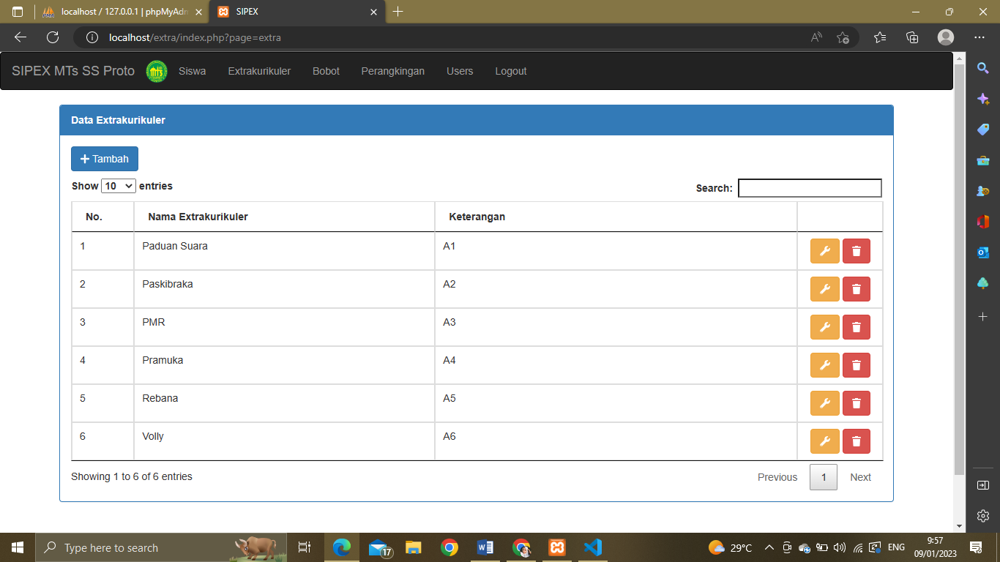 localhost / 127.0.0.1 | phpMyAdm
SIPEX
localhost/extra/index.php?page=extra
SIPEX MTs SS Proto
Siswa
Extrakurikuler
Bobot
Perangkingan
Users
Logout
Data Extrakurikuler
Tambah
Show 10 entries
Search:
No. Nama Extrakurikuler Keterangan
1 Paduan Suara A1
2 Paskibraka A2
3 PMR A3
4 Pramuka A4
5 Rebana A5
6 Volly A6
Showing 1 to 6 of 6 entries
Previous 1 Next
Type here to search
17
29°C
ENG
9:57
09/01/2023